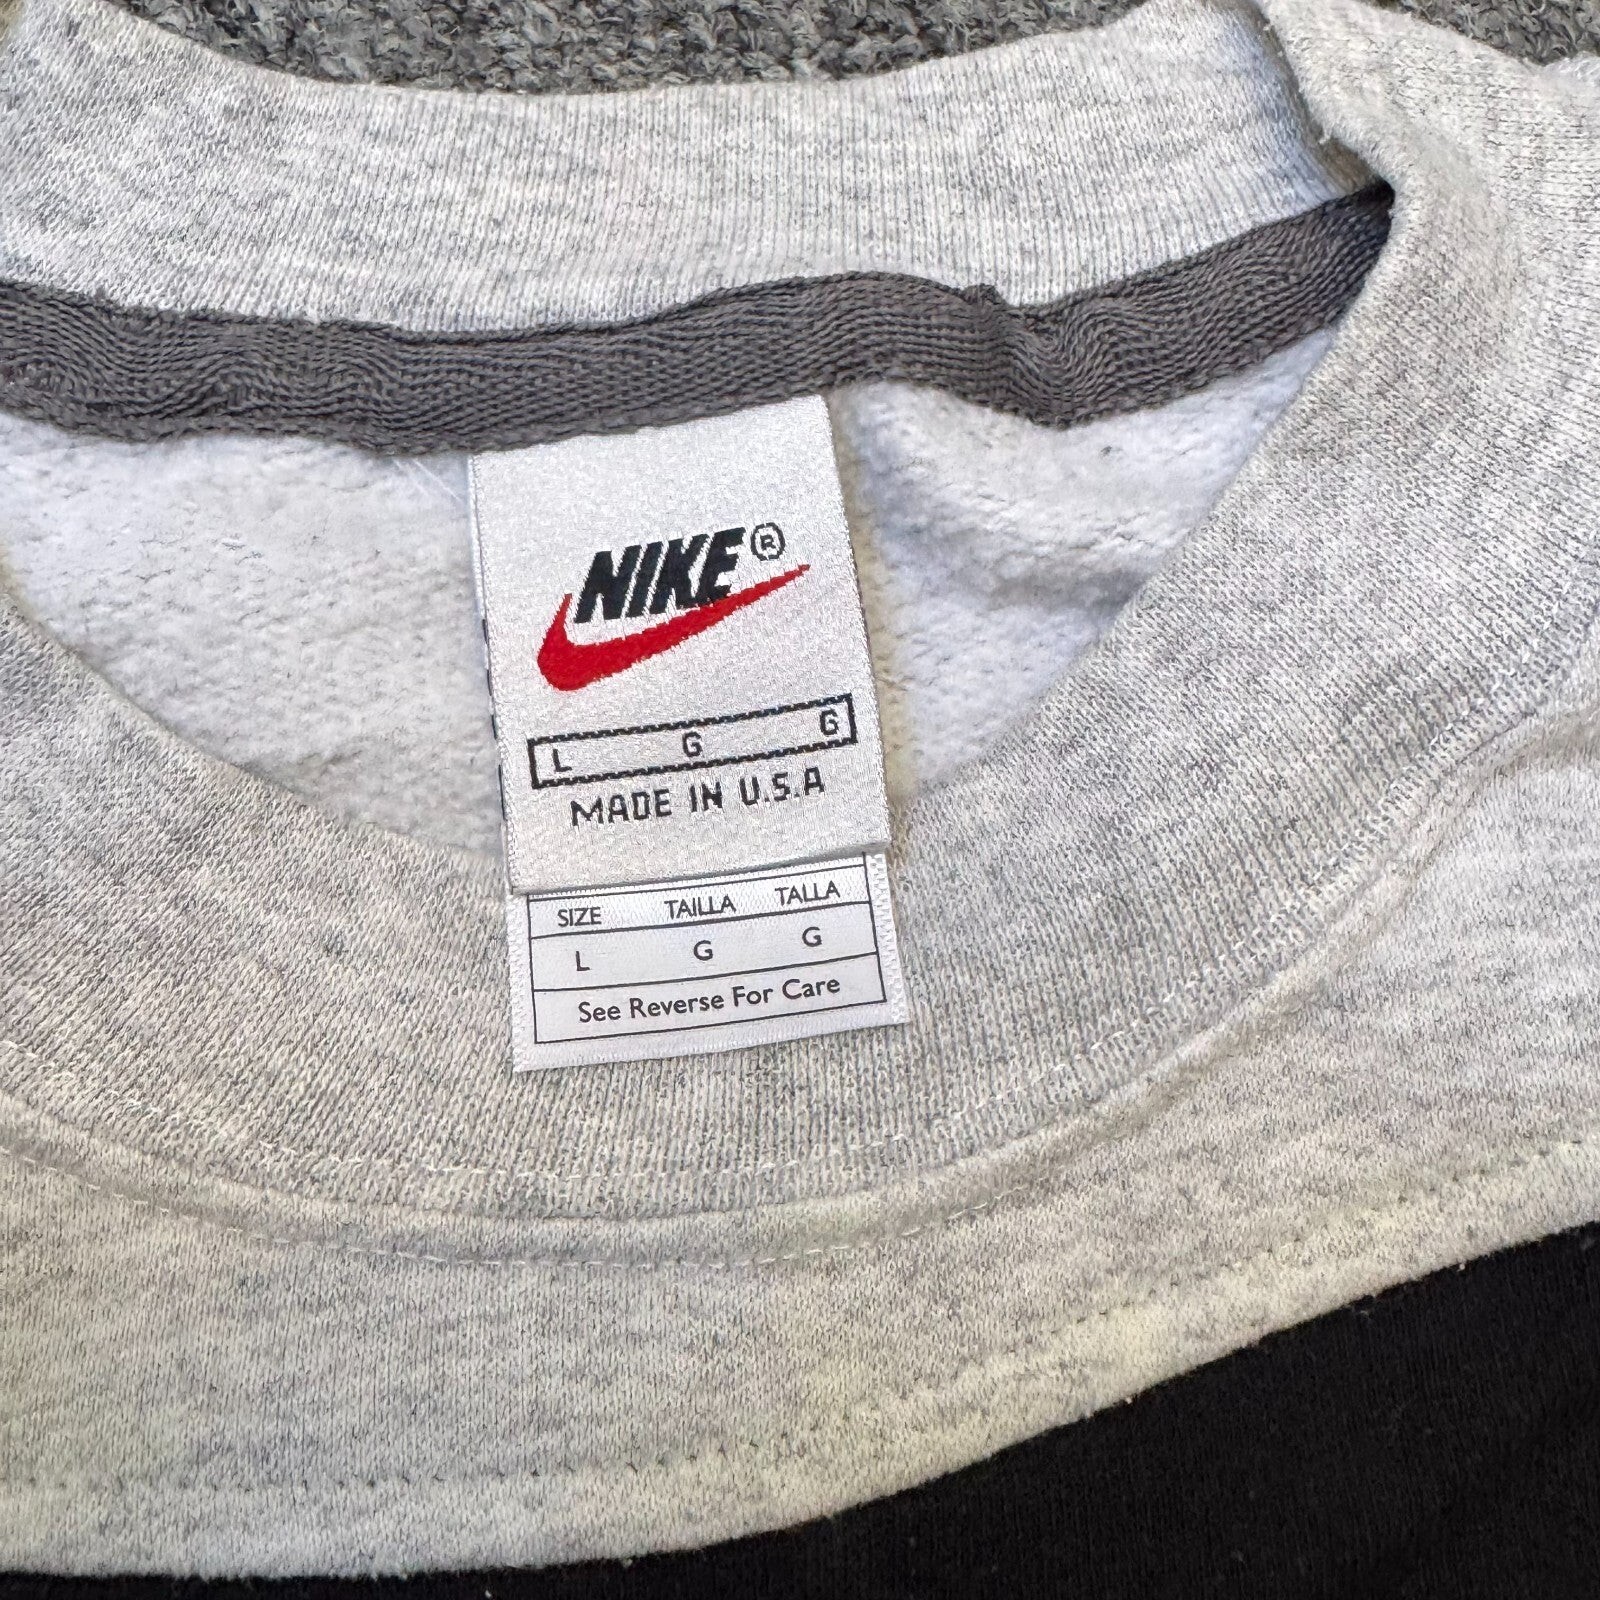 NIKE®
L G G
MADE IN U.S.A
SIZE TAILLA TALLA
L G G
See Reverse For Care